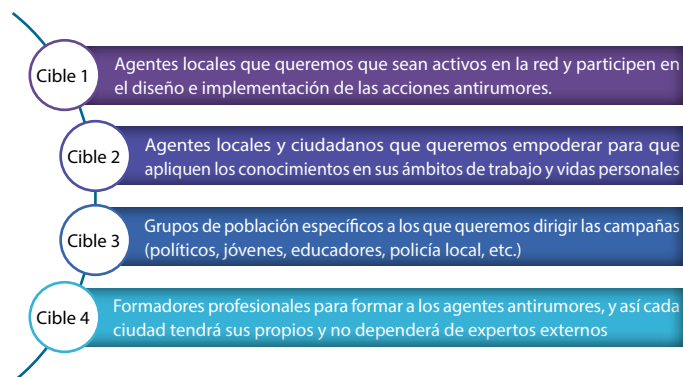 Cible 1
Agentes locales que queremos que sean activos en la red y participen en
el diseño e implementación de las acciones antirumores.
Cible 2
Agentes locales y ciudadanos que queremos empoderar para que
apliquen los conocimientos en sus ámbitos de trabajo y vidas personales
Cible 3
Grupos de población específicos a los que queremos dirigir las campañas
(políticos, jóvenes, educadores, policía local, etc.)
Cible 4
Formadores profesionales para formar a los agentes antirumores, y así cada
ciudad tendrá sus propios y no dependerá de expertos externos